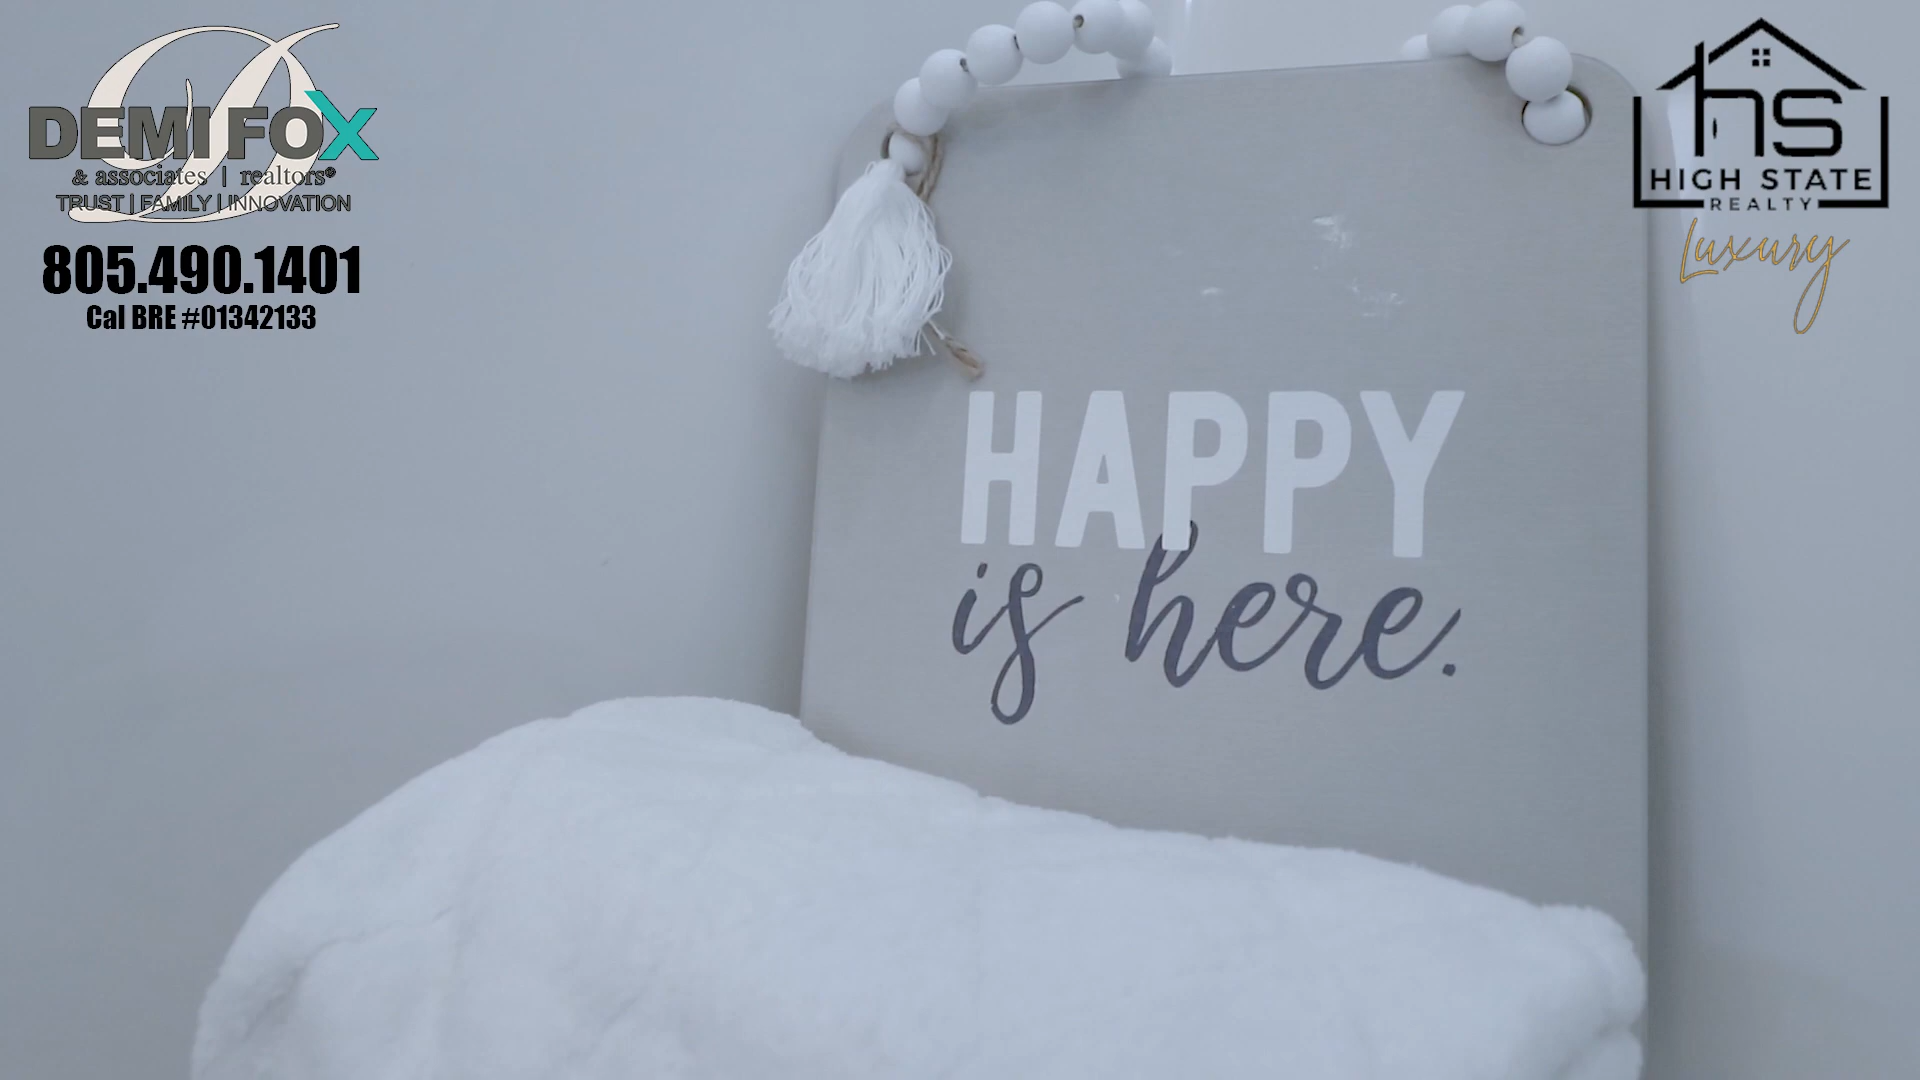 DEMI FOX
& associates | realtors®
TRUST | FAMILY | INNOVATION
805.490.1401
Cal BRE #01342133
hs
HIGH STATE
REALTY
Luxury
HAPPY
is here.